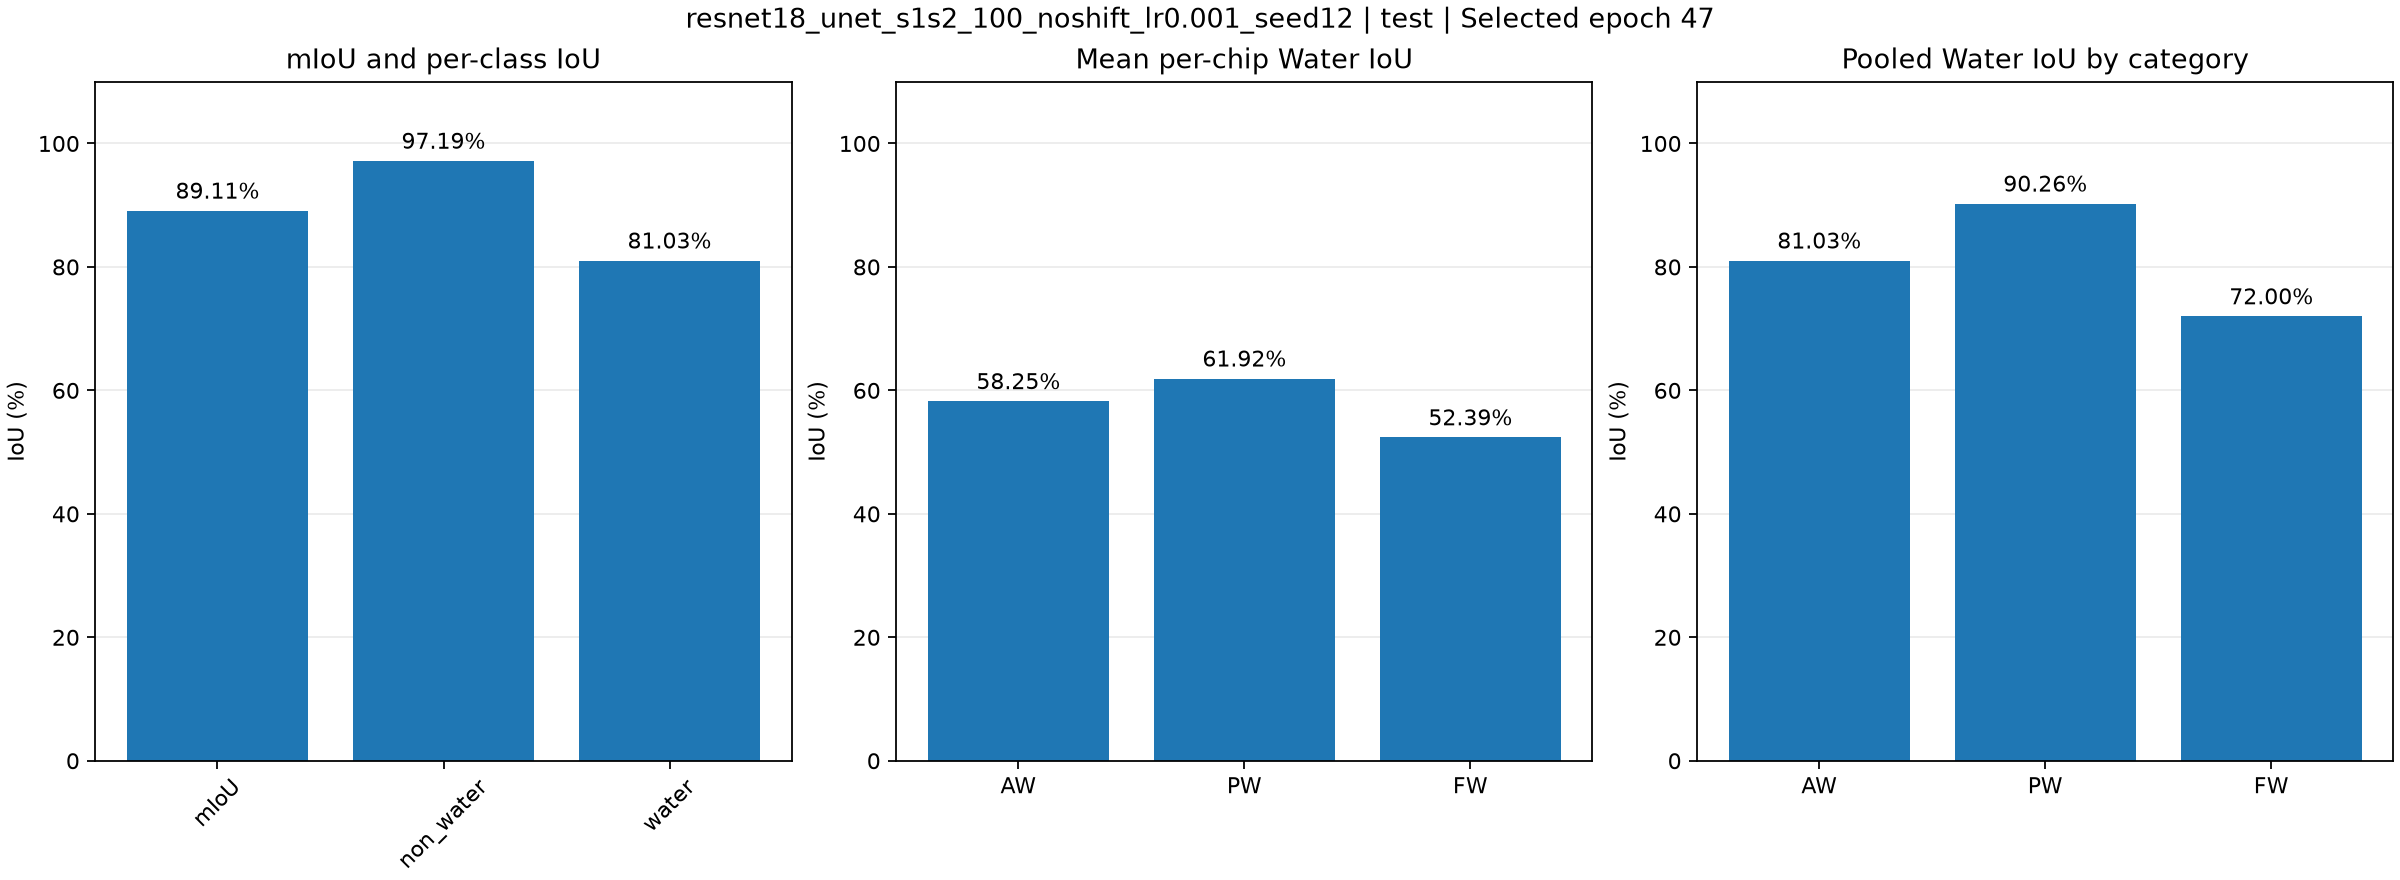 resnet18_unet_s1s2_100_noshift_lr0.001_seed12 | test | Selected epoch 47
mIoU and per-class IoU
IoU (%)
100
80
60
40
20
0
89.11%
97.19%
81.03%
mIoU
non_water
water
Mean per-chip Water IoU
IoU (%)
100
80
60
40
20
0
58.25%
61.92%
52.39%
AW
PW
FW
Pooled Water IoU by category
IoU (%)
100
80
60
40
20
0
81.03%
90.26%
72.00%
AW
PW
FW